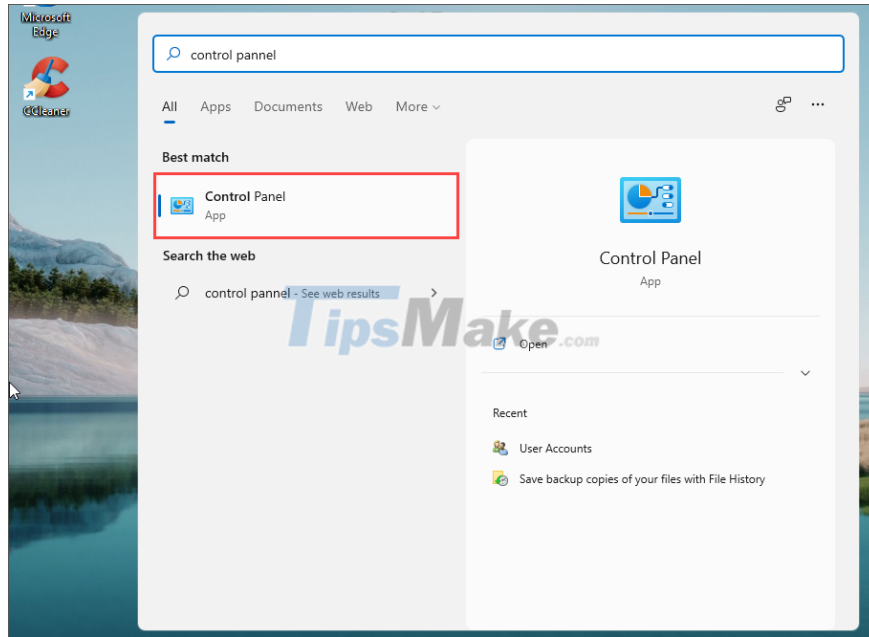 Microsoft
Edge
CCleaner
control pannel
All Apps Documents Web More
Best match
Control Panel
App
Search the web
control pannel - See web results
Control Panel
App
Open
TipsMake.com
Recent
User Accounts
Save backup copies of your files with File History